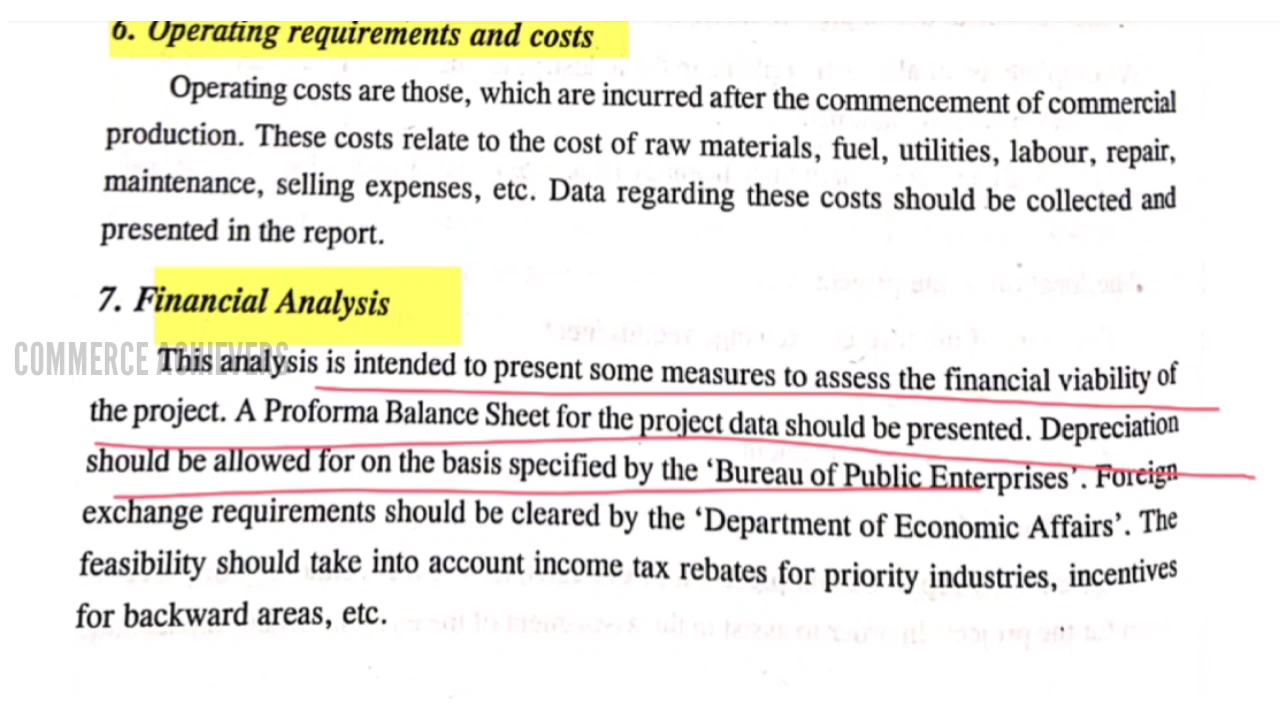 6. Operating requirements and costs
Operating costs are those, which are incurred after the commencement of commercial
production. These costs relate to the cost of raw materials, fuel, utilities, labour, repair,
maintenance, selling expenses, etc. Data regarding these costs should be collected and
presented in the report.
7. Financial Analysis
COMMERCE ACHIEVERS
This analysis is intended to present some measures to assess the financial viability of
the project. A Proforma Balance Sheet for the project data should be presented. Depreciation
should be allowed for on the basis specified by the ‘Bureau of Public Enterprises’. Foreign
exchange requirements should be cleared by the ‘Department of Economic Affairs’. The
feasibility should take into account income tax rebates for priority industries, incentives
for backward areas, etc.